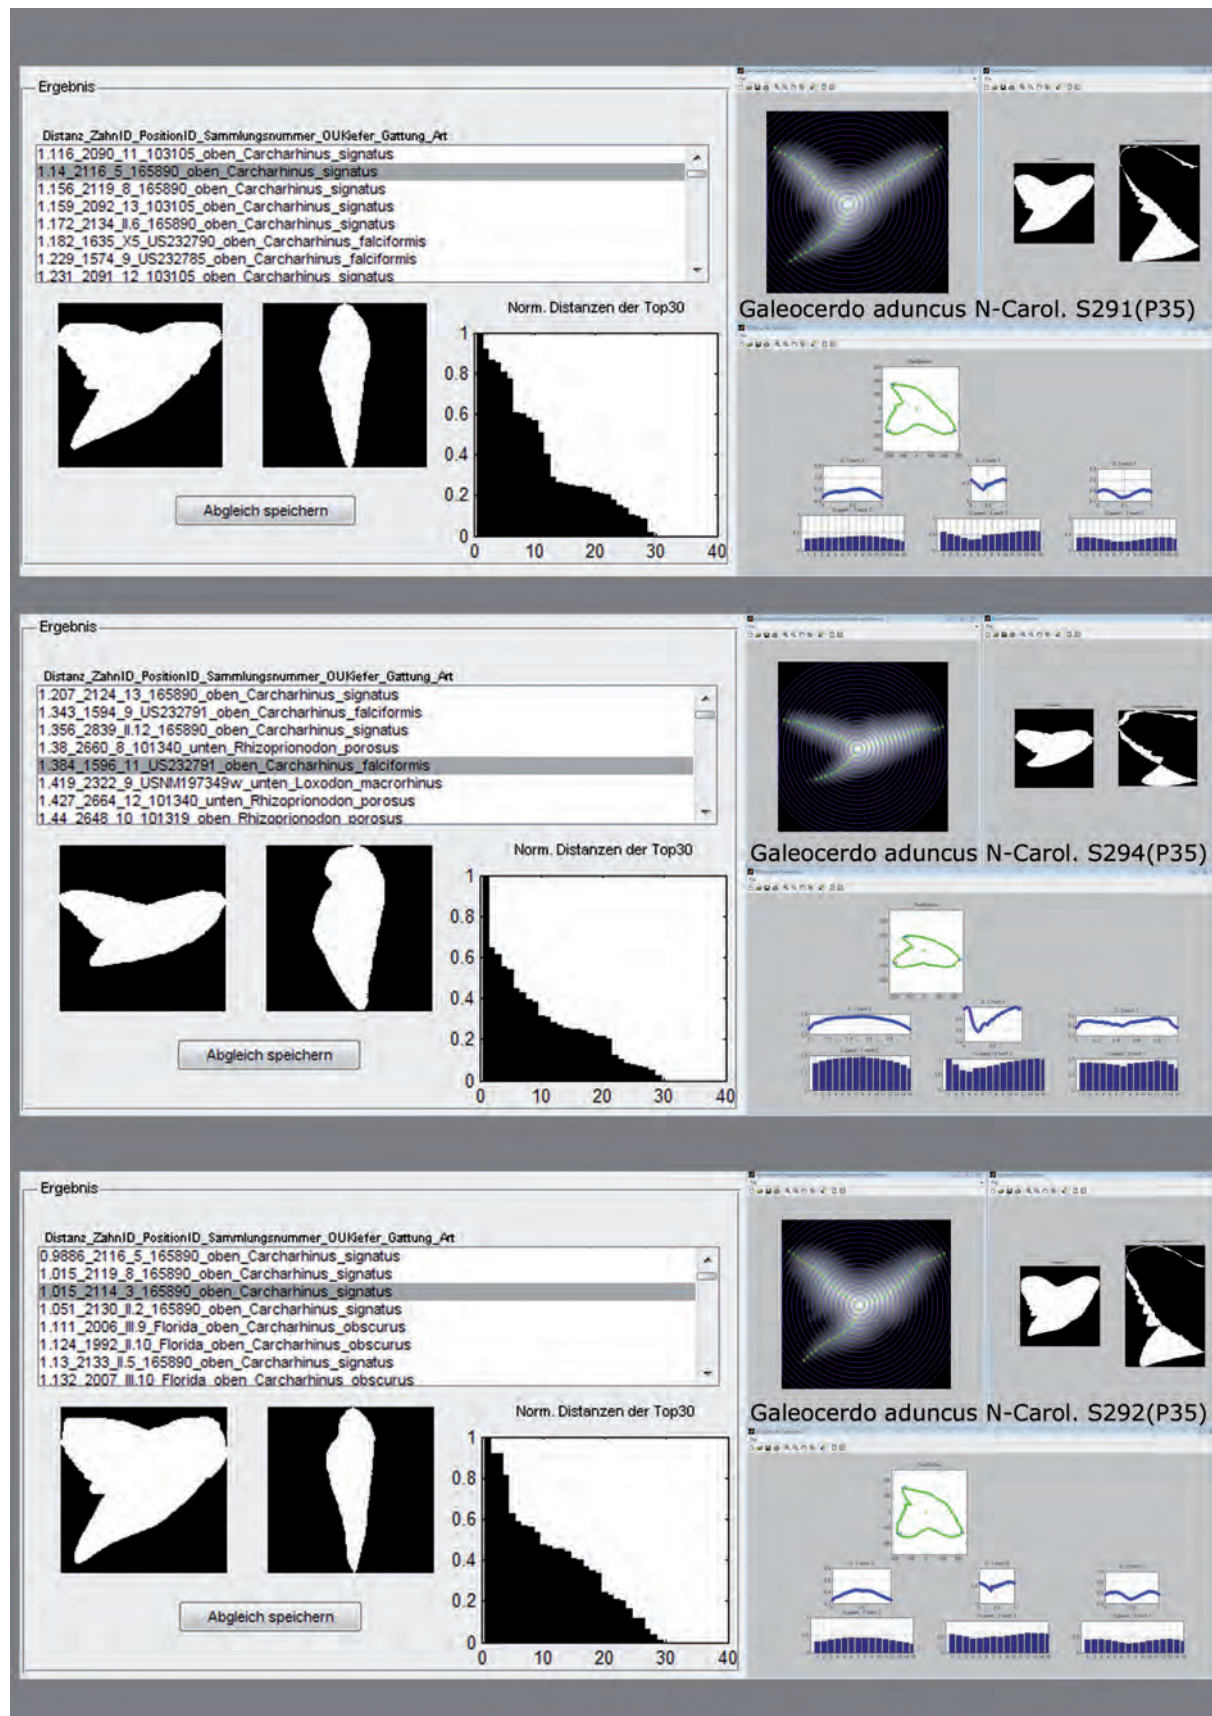 Ergebnis
Distanz_ZahnID_PositionID_Sammlungsnummer_OUKiefer_Gattung_Art
1.116_2090_11_103105_oben_Carcharhinus_signatus
1.14_2116_5_165890_oben_Carcharhinus_signatus
1.156_2119_8_165890_oben_Carcharhinus_signatus
1.159_2092_13_103105_oben_Carcharhinus_signatus
1.172_2134_II.6_165890_oben_Carcharhinus_signatus
1.182_1635_X5_US232790_oben_Carcharhinus_falciformis
1.229_1574_9_US232785_oben_Carcharhinus_falciformis
1.231_2091_12_103105_oben_Carcharhinus_signatus
Norm. Distanzen der Top30
1
0.8
0.6
0.4
0.2
0
0 10 20 30 40
Abgleich speichern
Galeocerdo aduncus N-Carol. S291(P35)
Ergebnis
Distanz_ZahnID_PositionID_Sammlungsnummer_OUKiefer_Gattung_Art
1.207_2124_13_165890_oben_Carcharhinus_signatus
1.343_1594_9_US232791_oben_Carcharhinus_falciformis
1.356_2839_II.12_165890_oben_Carcharhinus_signatus
1.38_2660_8_101340_unten_Rhizoprionodon_porosus
1.384_1596_11_US232791_oben_Carcharhinus_falciformis
1.419_2322_9_USNM197349w_unten_Loxodon_macrorhinus
1.427_2664_12_101340_unten_Rhizoprionodon_porosus
1.44_2648_10_101319_oben_Rhizoprionodon_porosus
Norm. Distanzen der Top30
1
0.8
0.6
0.4
0.2
0
0 10 20 30 40
Abgleich speichern
Galeocerdo aduncus N-Carol. S294(P35)
Ergebnis
Distanz_ZahnID_PositionID_Sammlungsnummer_OUKiefer_Gattung_Art
0.9886_2116_5_165890_oben_Carcharhinus_signatus
1.015_2119_8_165890_oben_Carcharhinus_signatus
1.015_2114_3_165890_oben_Carcharhinus_signatus
1.051_2130_II.2_165890_oben_Carcharhinus_signatus
1.111_2006_III.9_Florida_oben_Carcharhinus_obscurus
1.124_1992_II.10_Florida_oben_Carcharhinus_obscurus
1.13_2133_II.5_165890_oben_Carcharhinus_signatus
1.132_2007_III.10_Florida_oben_Carcharhinus_obscurus
Norm. Distanzen der Top30
1
0.8
0.6
0.4
0.2
0
0 10 20 30 40
Abgleich speichern
Galeocerdo aduncus N-Carol. S292(P35)